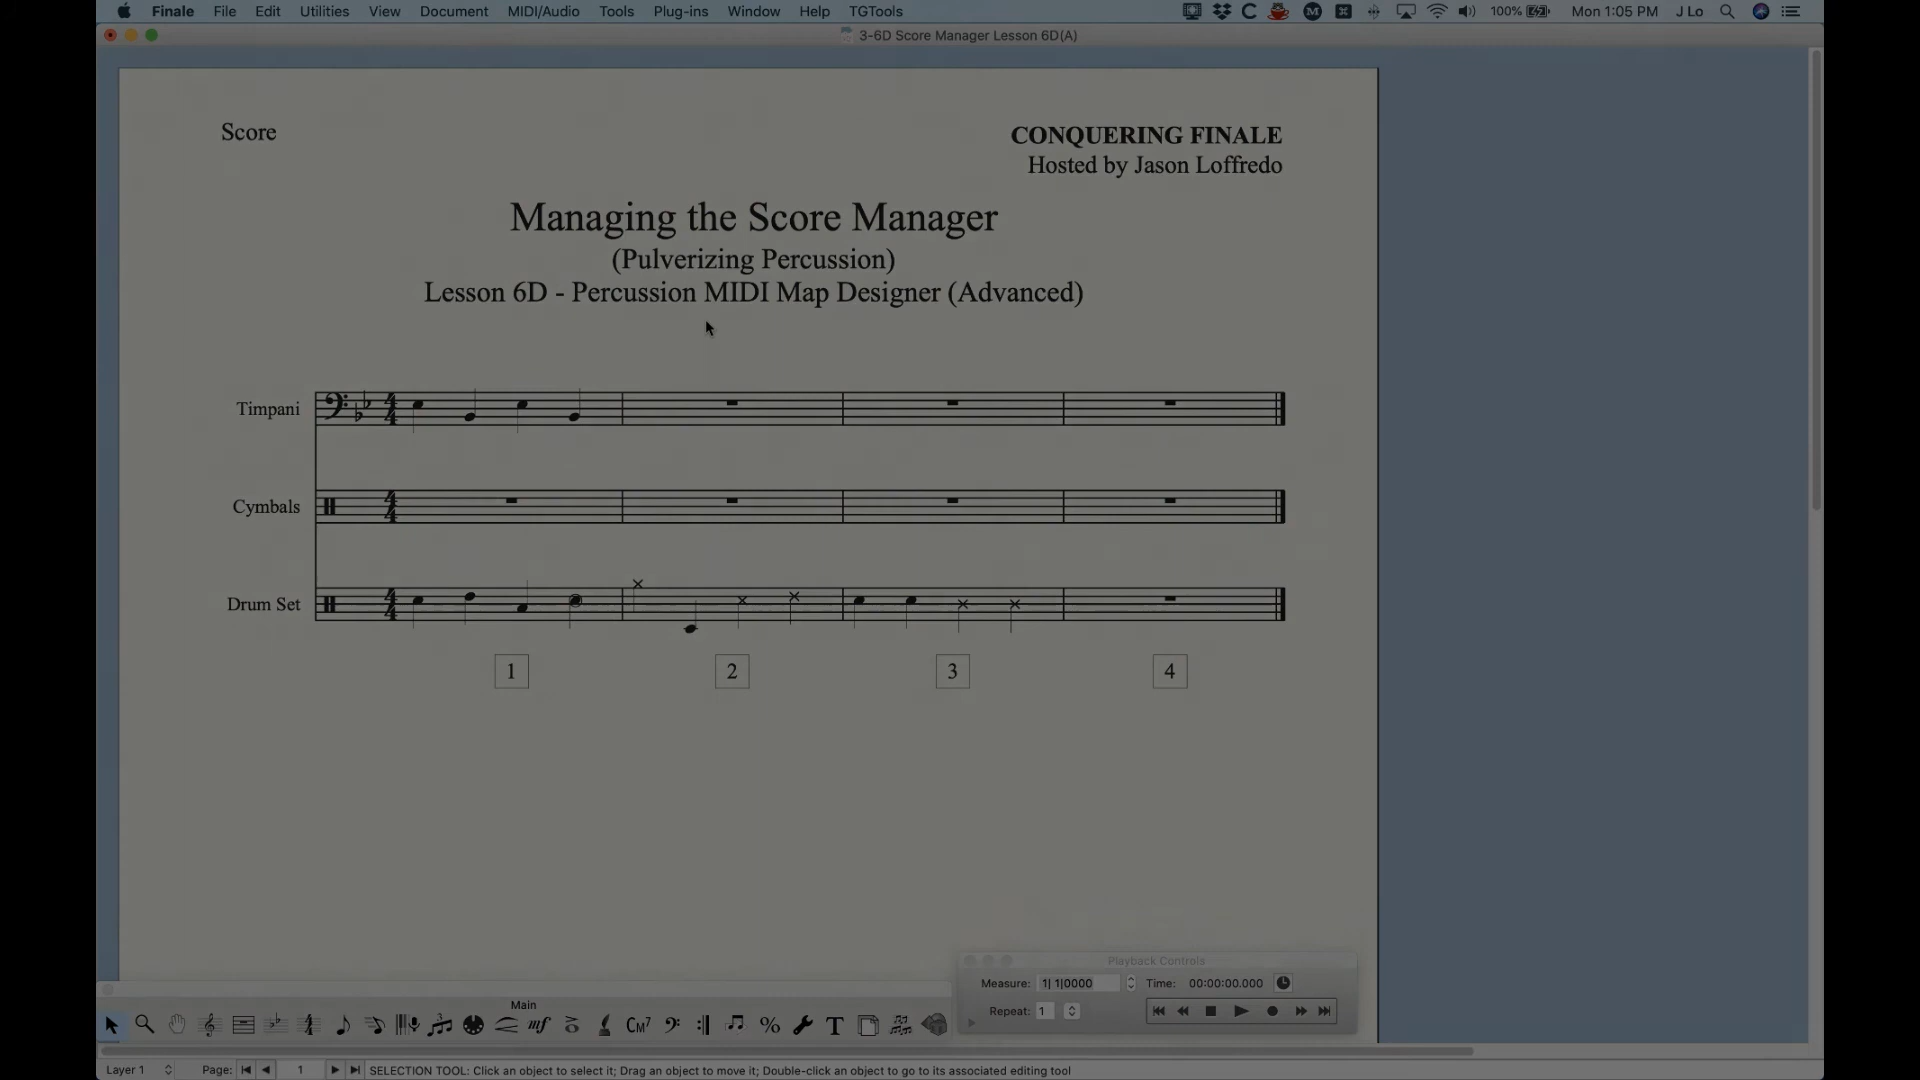 Finale File Edit Utilities View Document MIDI/Audio Tools Plug-ins Window Help TGTools 100% Mon 1:05 PM J Lo
3-6D Score Manager Lesson 6D(A)
Score
CONQUERING FINALE
Hosted by Jason Loffredo
Managing the Score Manager
(Pulverizing Percussion)
Lesson 6D - Percussion MIDI Map Designer (Advanced)
Timpani
Cymbals
Drum Set
1 2 3 4
Playback Controls
Measure: 1| 1|0000 Time: 00:00:00.000
Repeat: 1
Main
mf CM7 % T
Layer 1 Page: 1 SELECTION TOOL: Click an object to select it; Drag an object to move it; Double-click an object to go to its associated editing tool